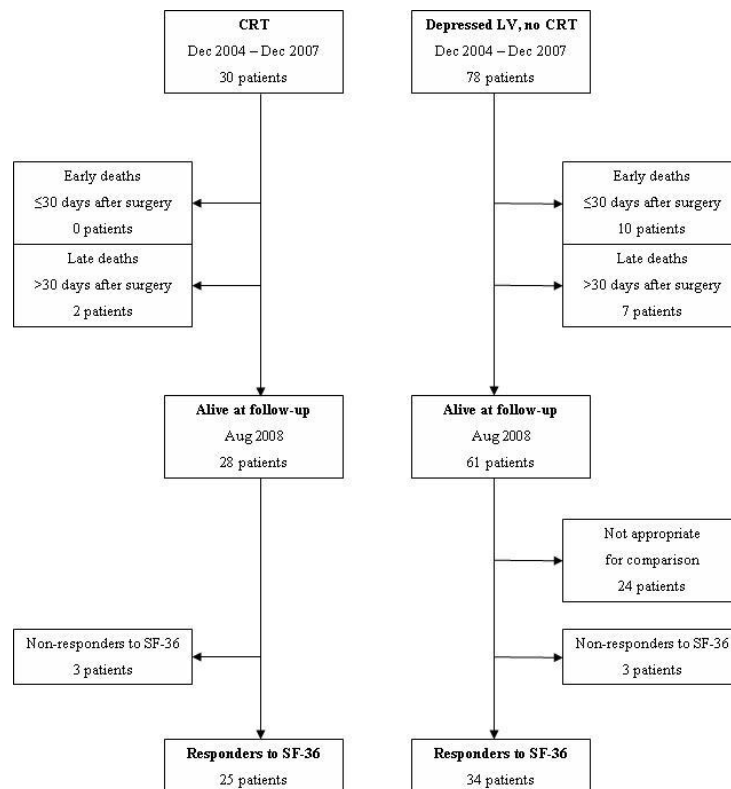 CRT
Dec 2004 – Dec 2007
30 patients
Depressed LV, no CRT
Dec 2004 – Dec 2007
78 patients
Early deaths
≤30 days after surgery
0 patients
Late deaths
>30 days after surgery
2 patients
Early deaths
≤30 days after surgery
10 patients
Late deaths
>30 days after surgery
7 patients
Alive at follow-up
Aug 2008
28 patients
Alive at follow-up
Aug 2008
61 patients
Not appropriate
for comparison
24 patients
Non-responders to SF-36
3 patients
Non-responders to SF-36
3 patients
Responders to SF-36
25 patients
Responders to SF-36
34 patients